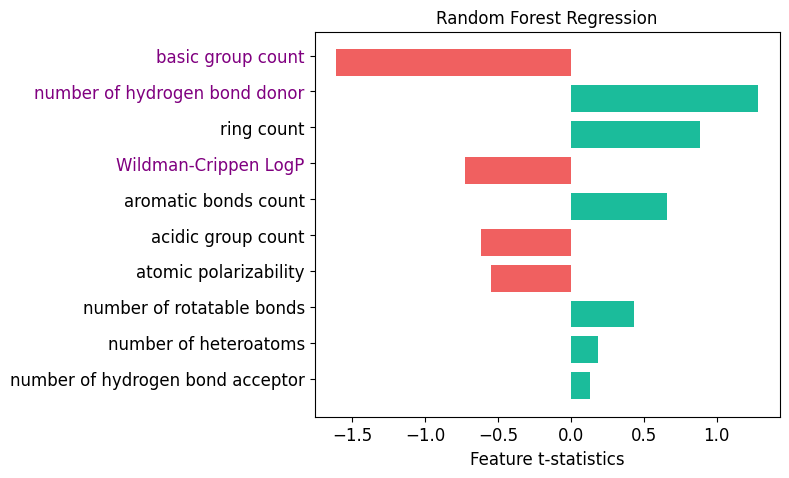 Random Forest Regression
basic group count
number of hydrogen bond donor
ring count
Wildman-Crippen LogP
aromatic bonds count
acidic group count
atomic polarizability
number of rotatable bonds
number of heteroatoms
number of hydrogen bond acceptor
−1.5 −1.0 −0.5 0.0 0.5 1.0
Feature t-statistics